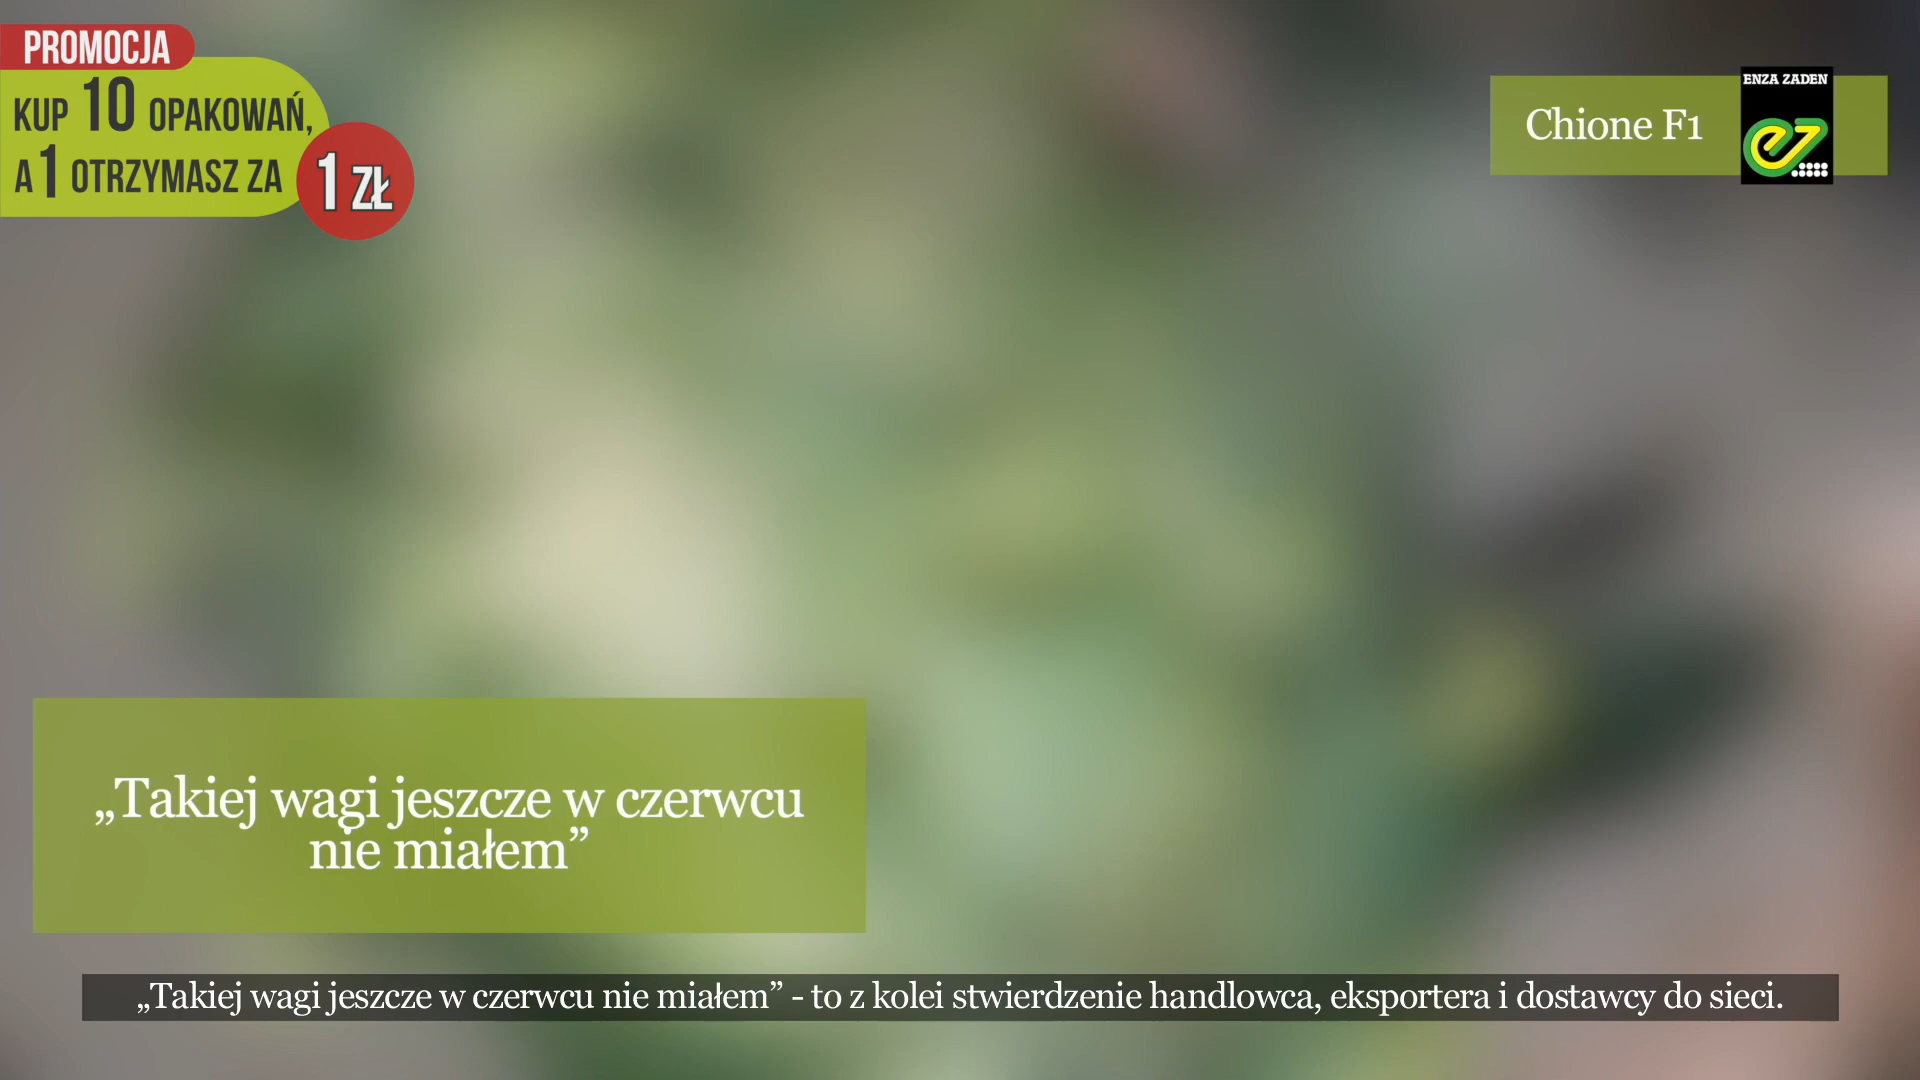 PROMOCJA
KUP 10 OPAKOWAŃ,
A 1 OTRZYMASZ ZA
1 ZŁ
Chione F1
ENZA ZADEN
„Takiej wagi jeszcze w czerwcu
nie miałem”
„Takiej wagi jeszcze w czerwcu nie miałem” - to z kolei stwierdzenie handlowca, eksportera i dostawcy do sieci.